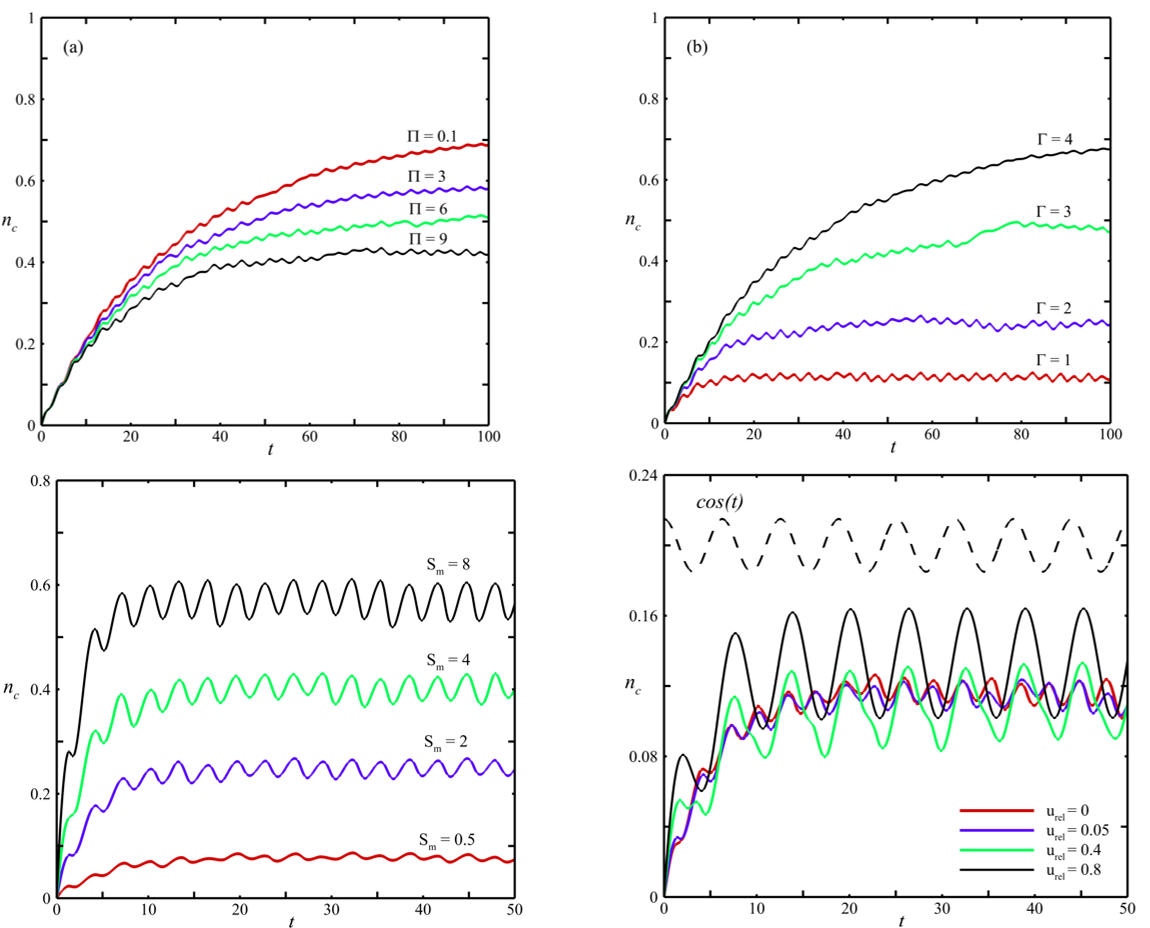 1
(a)
0.8
Π = 0.1
Π = 3
0.6
Π = 6
n_c
Π = 9
0.4
0.2
0
0 20 40 60 80 100
t
1
(b)
0.8
Γ = 4
0.6
Γ = 3
n_c
0.4
Γ = 2
0.2
Γ = 1
0
0 20 40 60 80 100
t
0.8
S_m = 8
0.6
S_m = 4
n_c
0.4
S_m = 2
0.2
S_m = 0.5
0
0 10 20 30 40 50
t
0.24
cos(t)
0.16
n_c
0.08
u_rel = 0
u_rel = 0.05
u_rel = 0.4
u_rel = 0.8
0
0 10 20 30 40 50
t